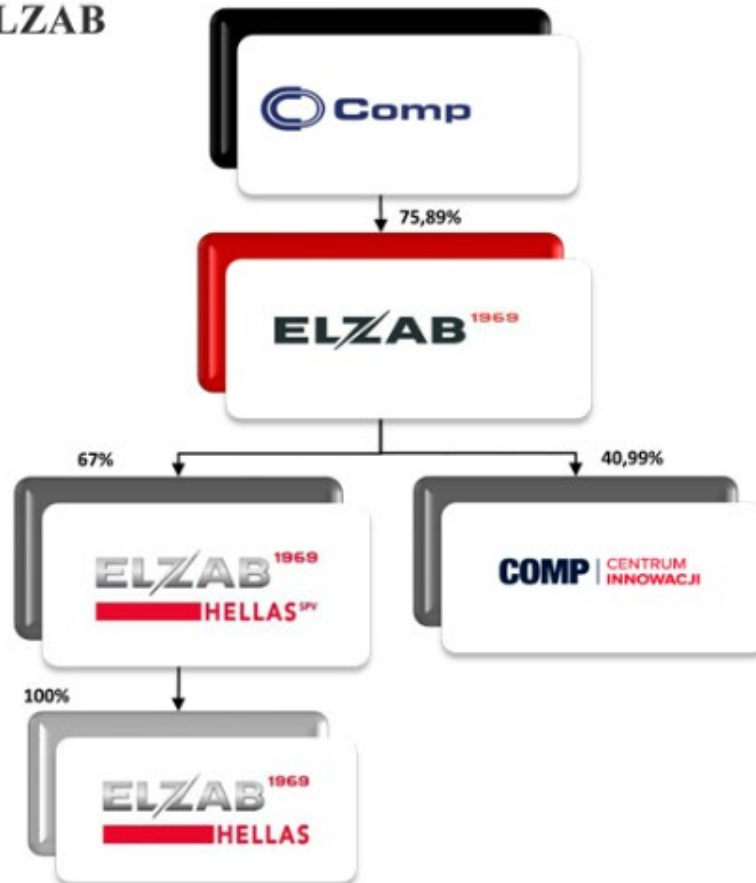 LZAB
Comp
75,89%
ELZAB 1969
67%
40,99%
ELZAB 1969
HELLAS SPV
COMP | CENTRUM
INNOWACJI
100%
ELZAB 1969
HELLAS